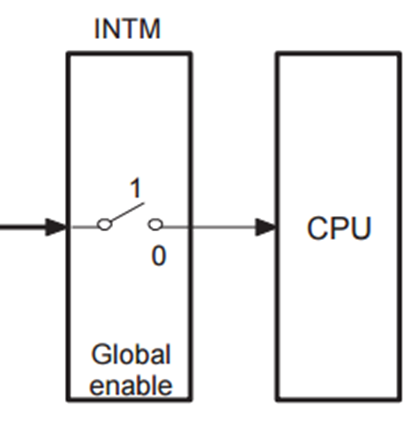 INTM
1
CPU
0
Global
enable